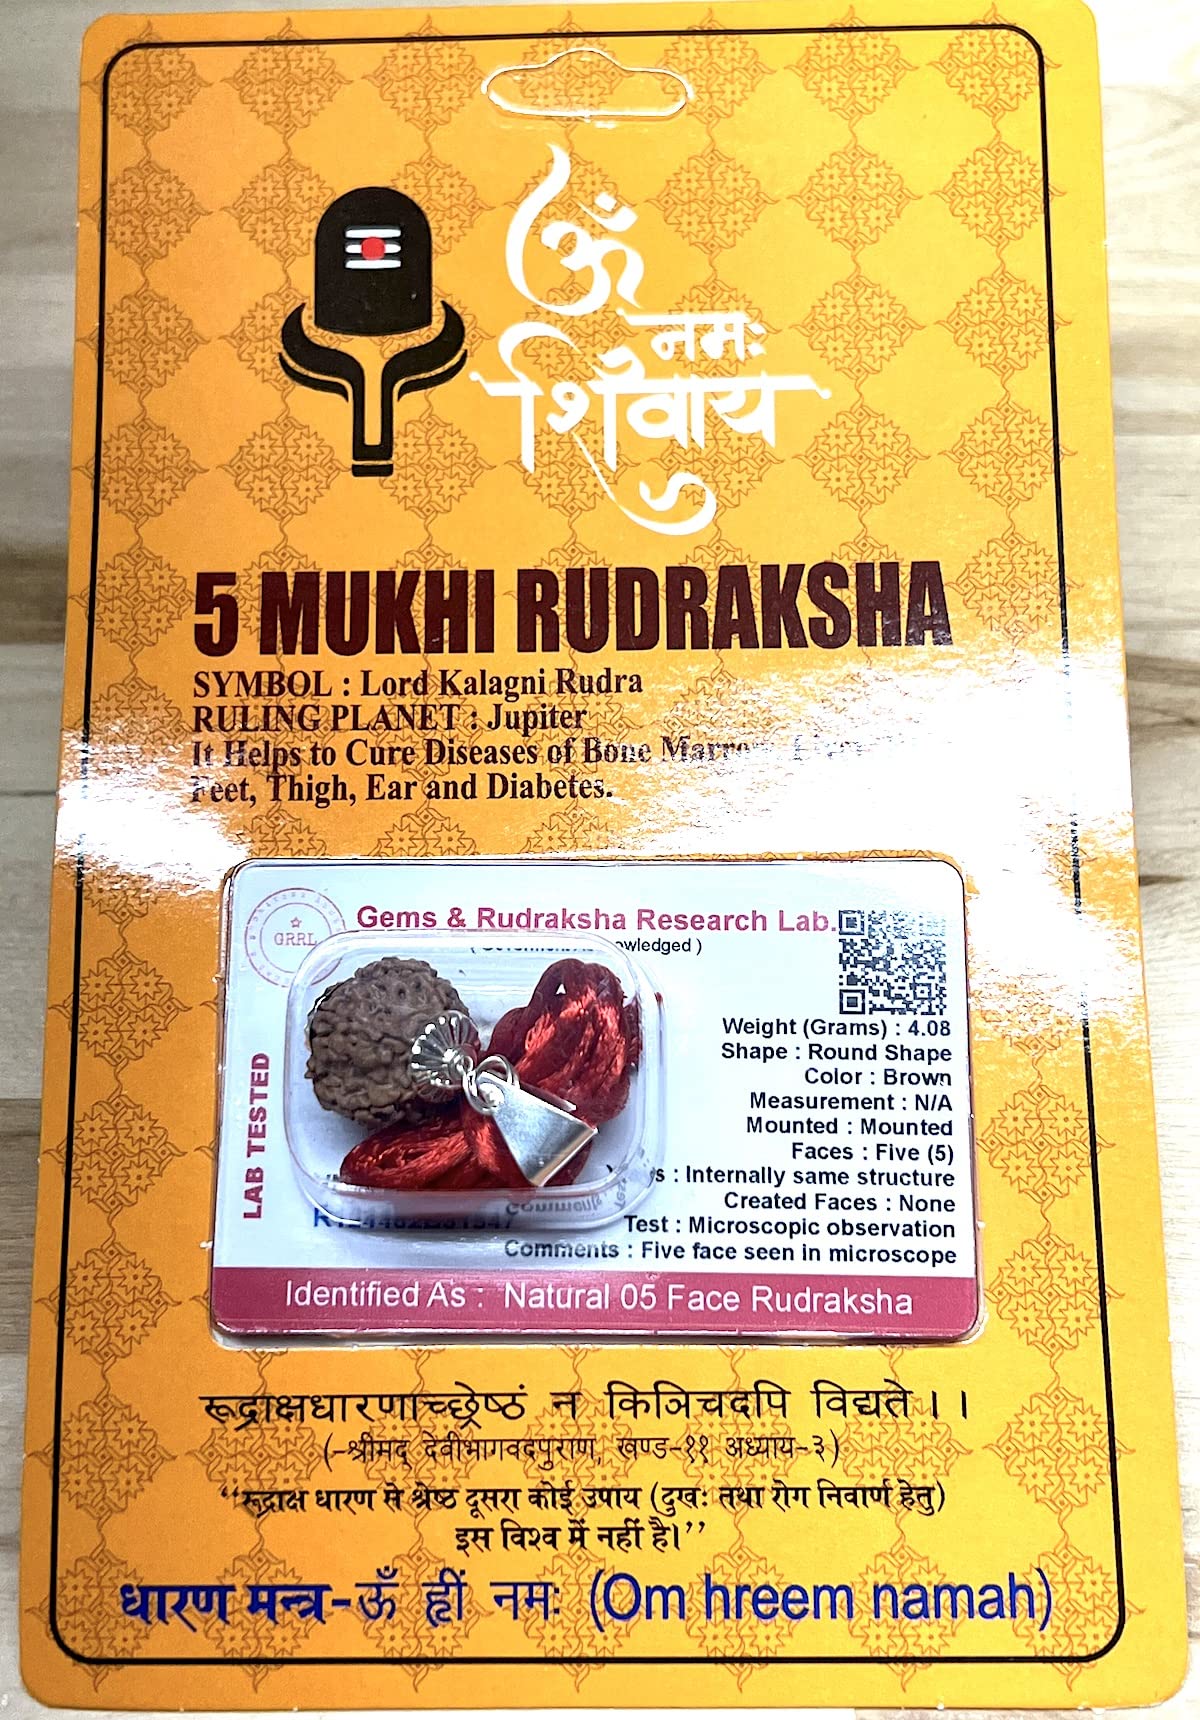 ॐ
नमः
शिवाय
5 MUKHI RUDRAKSHA
SYMBOL : Lord Kalagni Rudra
RULING PLANET : Jupiter
It Helps to Cure Diseases of Bone
Feet, Thigh, Ear and Diabetes.
Gems & Rudraksha Research Lab.
GRRL
LAB TESTED
Weight (Grams) : 4.08
Shape : Round Shape
Color : Brown
Measurement : N/A
Mounted : Mounted
Faces : Five (5)
: Internally same structure
Created Faces : None
Test : Microscopic observation
Comments : Five face seen in microscope
Identified As : Natural 05 Face Rudraksha
रूद्राक्षधारणाच्छ्रेष्ठं न किञिचदपि विद्यते।।
(-श्रीमद् देवीभागवदपुराण, खण्ड-११ अध्याय-३)
“रूद्राक्ष धारण से श्रेष्ठ दूसरा कोई उपाय (दुखः तथा रोग निवार्ण हेतु)
इस विश्व में नहीं है।”
धारण मन्त्र-ॐ ह्रीं नमः (Om hreem namah)